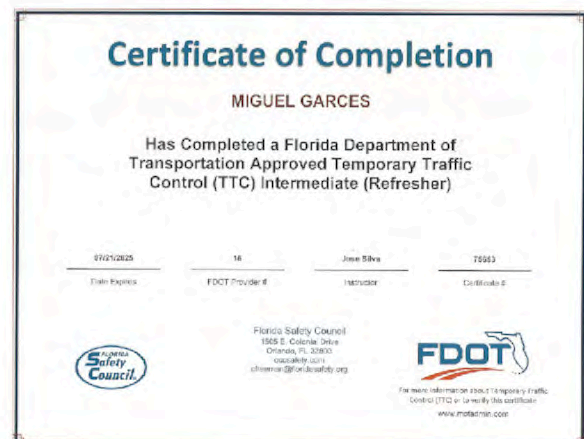 Certificate of Completion
MIGUEL GARCES
Has Completed a Florida Department of
Transportation Approved Temporary Traffic
Control (TTC) Intermediate (Refresher)
07/21/2025 16 Jose Silva
Date Expires FDOT Provider # Instructor Certificate #
FLORIDA
Safety
Council.
Florida Safety Council
1505 E. Colonial Drive
Orlando, FL
FDOT
For more information about Temporary Traffic
Control (TTC) or to verify this certificate
www.motadmin.com